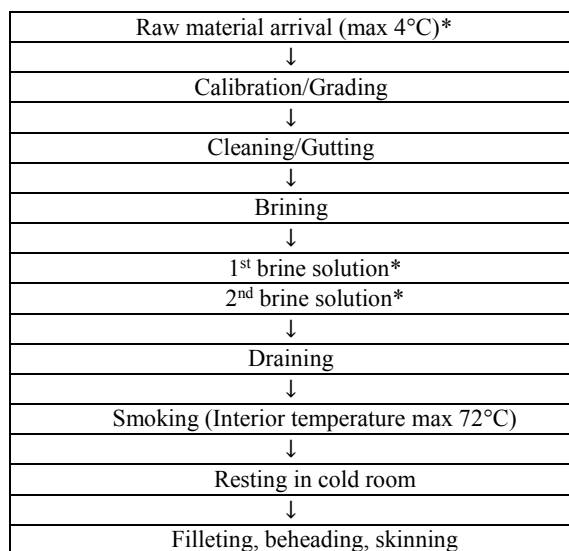 Raw material arrival (max 4°C)*
↓
Calibration/Grading
↓
Cleaning/Gutting
↓
Brining
↓
1st brine solution*
2nd brine solution*
↓
Draining
↓
Smoking (Interior temperature max 72°C)
↓
Resting in cold room
↓
Filleting, beheading, skinning